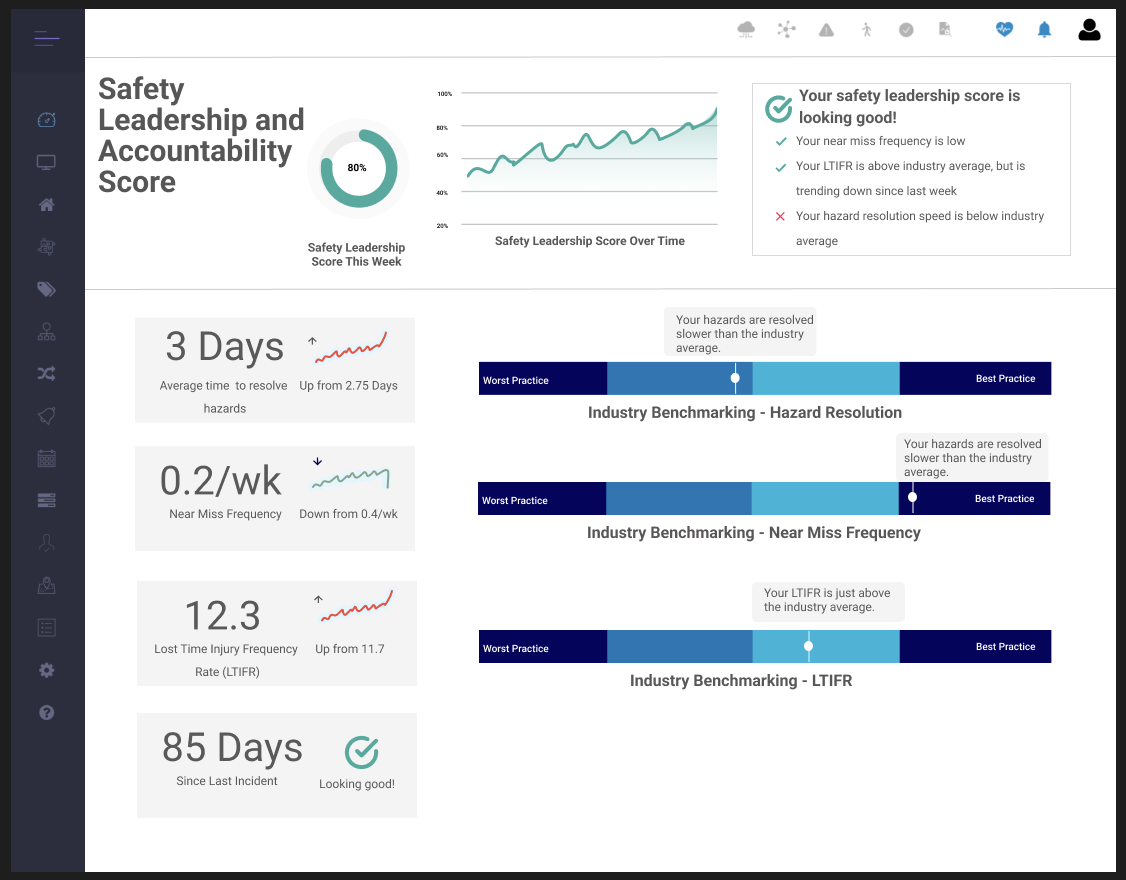 Safety
Leadership and
Accountability
Score
80%
Safety Leadership
Score This Week
100%
80%
60%
40%
20%
Safety Leadership Score Over Time
Your safety leadership score is
looking good!
Your near miss frequency is low
Your LTIFR is above industry average, but is
trending down since last week
Your hazard resolution speed is below industry
average
3 Days
Average time to resolve
hazards
Up from 2.75 Days
Your hazards are resolved
slower than the industry
average.
Worst Practice
Best Practice
Industry Benchmarking - Hazard Resolution
0.2/wk
Near Miss Frequency
Down from 0.4/wk
Your hazards are resolved
slower than the industry
average.
Worst Practice
Best Practice
Industry Benchmarking - Near Miss Frequency
12.3
Lost Time Injury Frequency
Rate (LTIFR)
Up from 11.7
Your LTIFR is just above
the industry average.
Worst Practice
Best Practice
Industry Benchmarking - LTIFR
85 Days
Since Last Incident
Looking good!